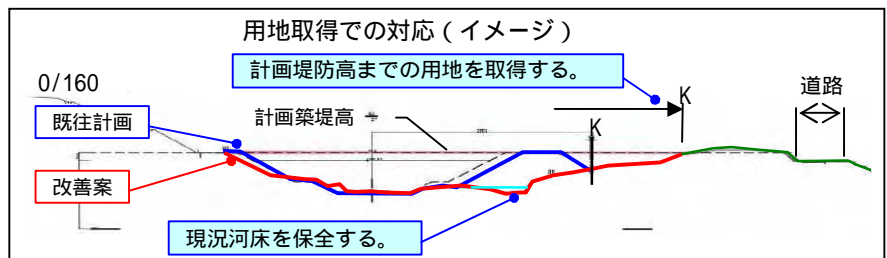 用地取得での対応(イメージ)
計画堤防高までの用地を取得する。
0/160
K
道路
既往計画
計画築堤高
K
改善案
現況河床を保全する。